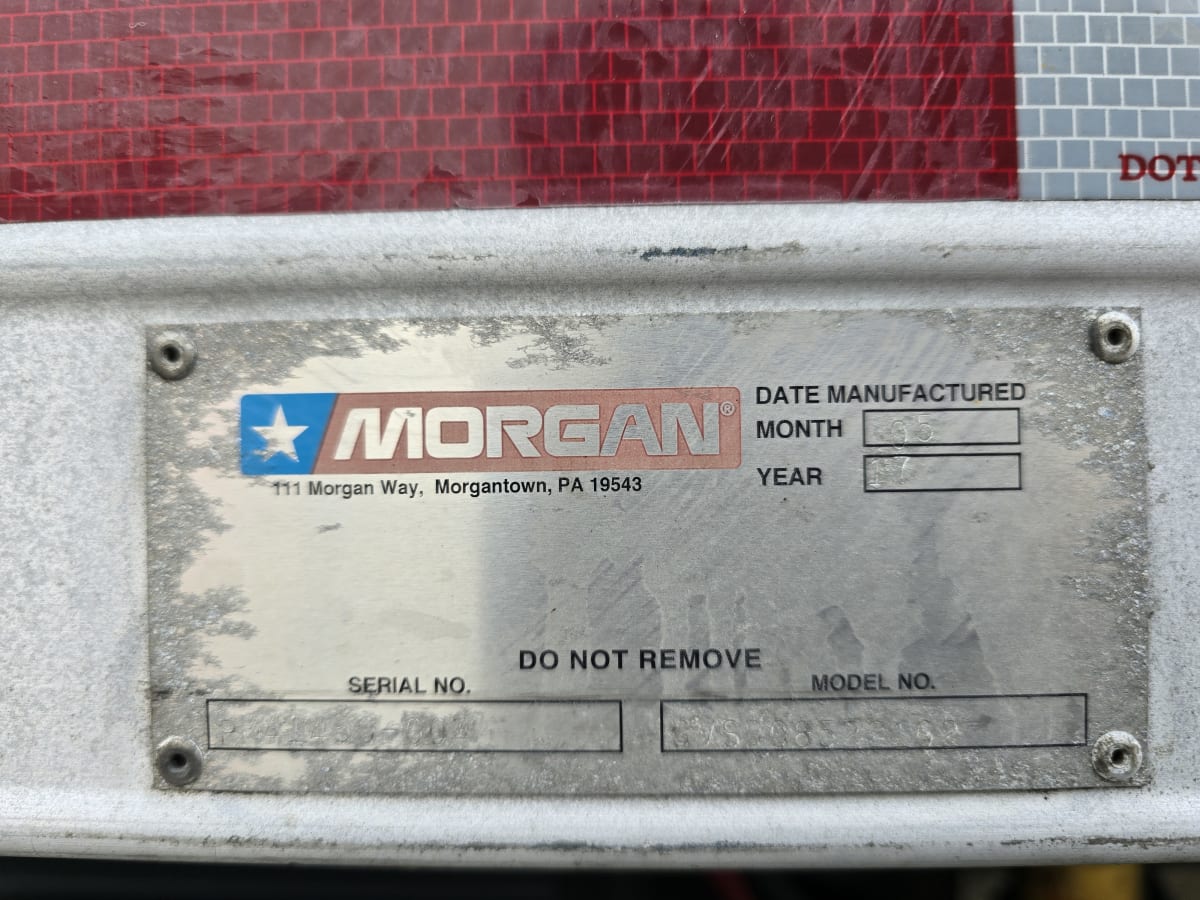 DOT
MORGAN®
111 Morgan Way, Morgantown, PA 19543
DATE MANUFACTURED
MONTH
YEAR
DO NOT REMOVE
SERIAL NO.
MODEL NO.